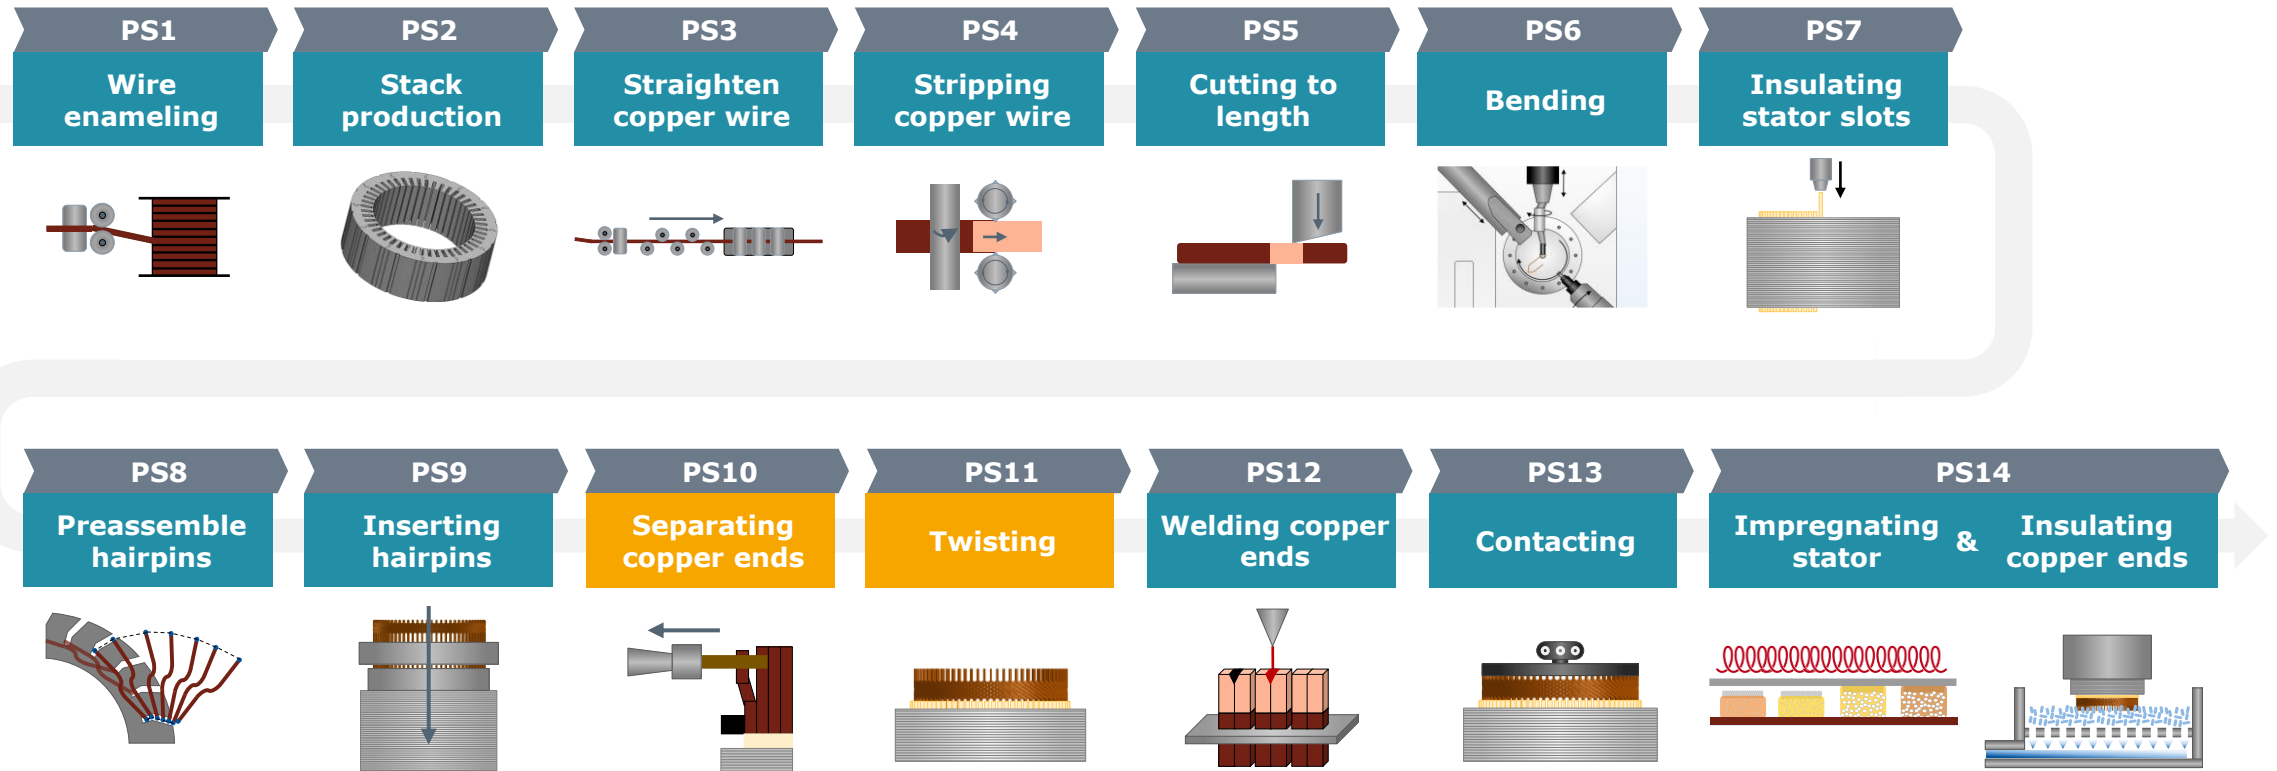 PS1
Wire
enameling
PS2
Stack
production
PS3
Straighten
copper wire
PS4
Stripping
copper wire
PS5
Cutting to
length
PS6
Bending
PS7
Insulating
stator slots
PS8
Preassemble
hairpins
PS9
Inserting
hairpins
PS10
Separating
copper ends
PS11
Twisting
PS12
Welding copper
ends
PS13
Contacting
PS14
Impregnating
stator
&
Insulating
copper ends